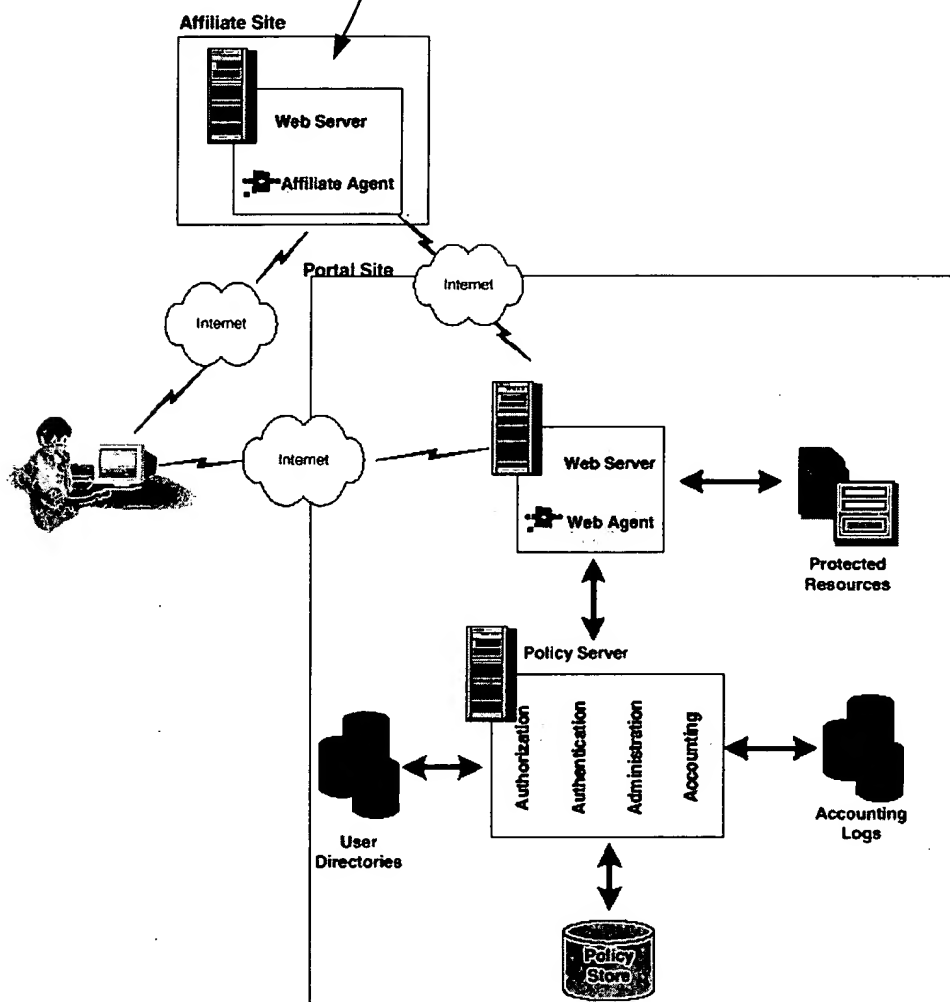 Affiliate Site
Web Server
Affiliate Agent
Portal Site
Internet
Internet
Internet
Web Server
Web Agent
Protected
Resources
Policy Server
Authorization
Authentication
Administration
Accounting
User
Directories
Accounting
Logs
Policy
Store